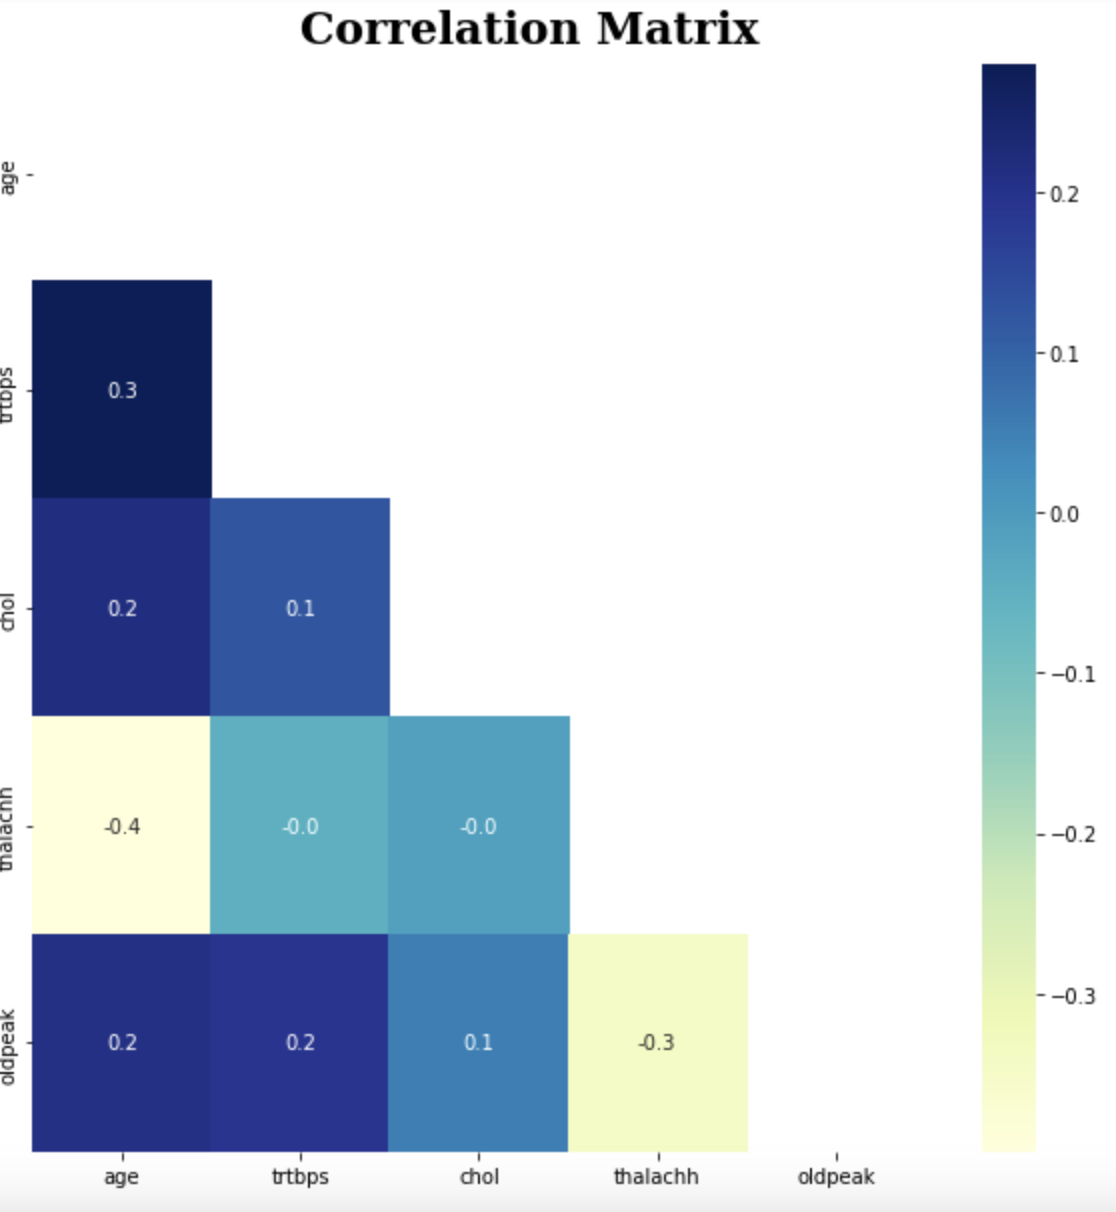 Correlation Matrix
age
0.2
trtbps
0.3
0.1
0.0
chol
0.2
0.1
−0.1
thalachh
-0.4
-0.0
-0.0
−0.2
−0.3
oldpeak
0.2
0.2
0.1
-0.3
age
trtbps
chol
thalachh
oldpeak